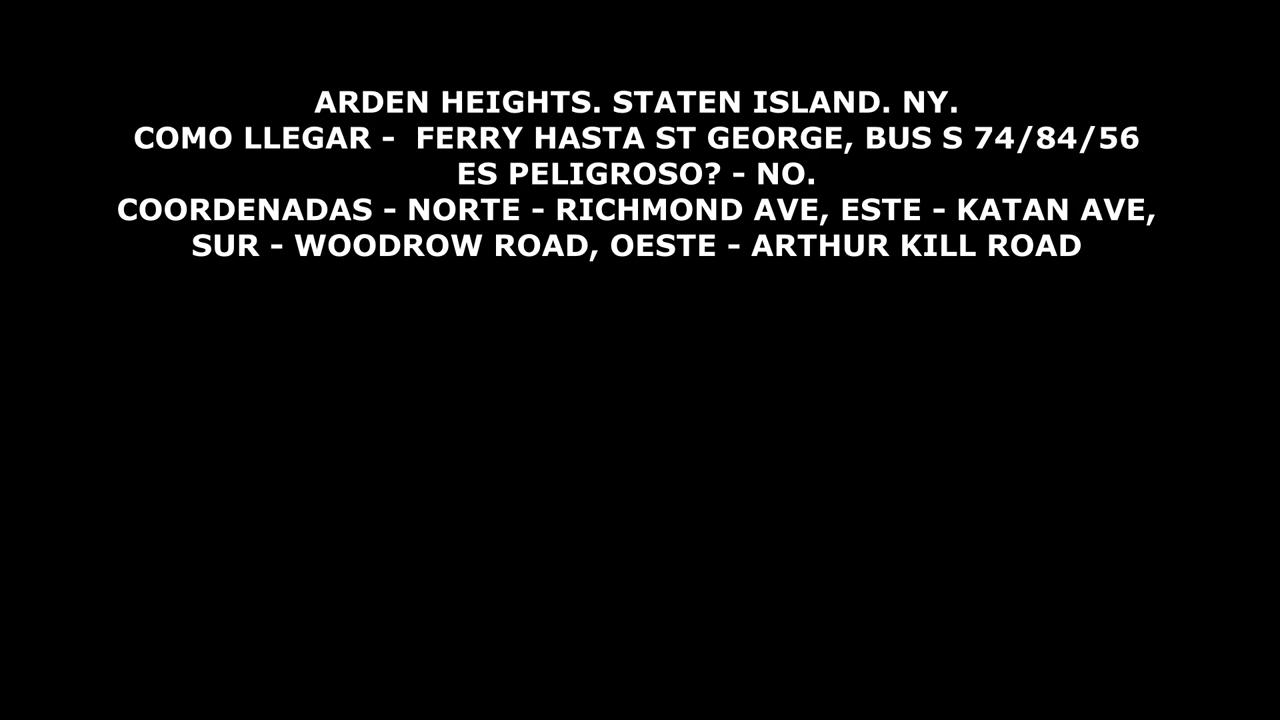 ARDEN HEIGHTS. STATEN ISLAND. NY.
COMO LLEGAR -  FERRY HASTA ST GEORGE, BUS S 74/84/56
ES PELIGROSO? - NO.
COORDENADAS - NORTE - RICHMOND AVE, ESTE - KATAN AVE,
SUR - WOODROW ROAD, OESTE - ARTHUR KILL ROAD